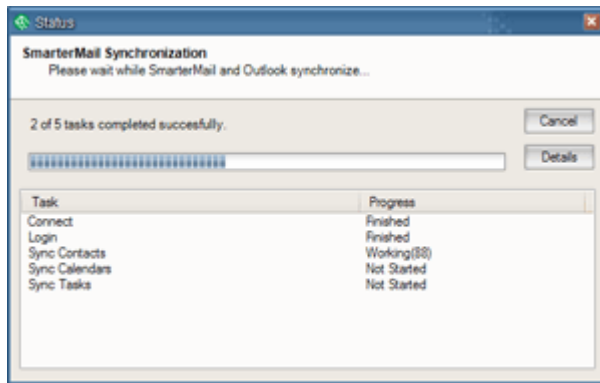 Status
SmarterMail Synchronization
Please wait while SmarterMail and Outlook synchronize...
2 of 5 tasks completed succesfully.
Cancel
Details
Task Progress
Connect Finished
Login Finished
Sync Contacts Working(88)
Sync Calendars Not Started
Sync Tasks Not Started